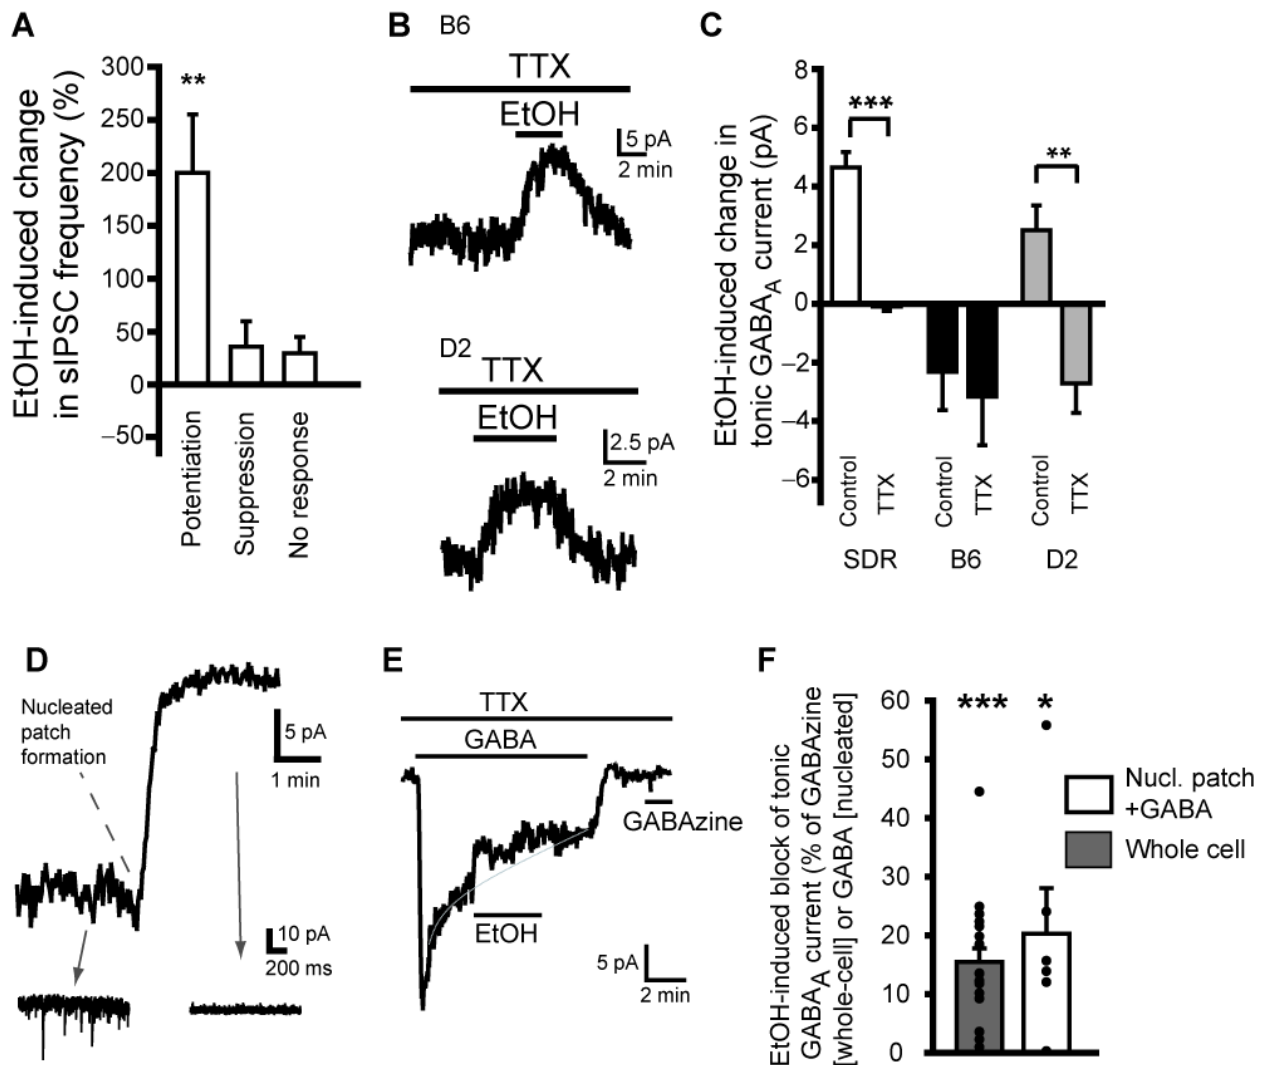 A
EtOH-induced change
in sIPSC frequency (%)
300
250
200
150
100
50
0
−50
**
Potentiation
Suppression
No response
B
B6
TTX
EtOH
5 pA
2 min
D2
TTX
EtOH
2.5 pA
2 min
C
EtOH-induced change in
tonic GABAA current (pA)
8
6
4
2
0
−2
−4
−6
***
**
Control
TTX
Control
TTX
Control
TTX
SDR
B6
D2
D
Nucleated
patch
formation
5 pA
1 min
10 pA
200 ms
E
TTX
GABA
GABAzine
EtOH
5 pA
2 min
F
EtOH-induced block of tonic
GABAA current (% of GABAzine
[whole-cell] or GABA [nucleated]
60
50
40
30
20
10
0
***
*
Nucl. patch
+GABA
Whole cell